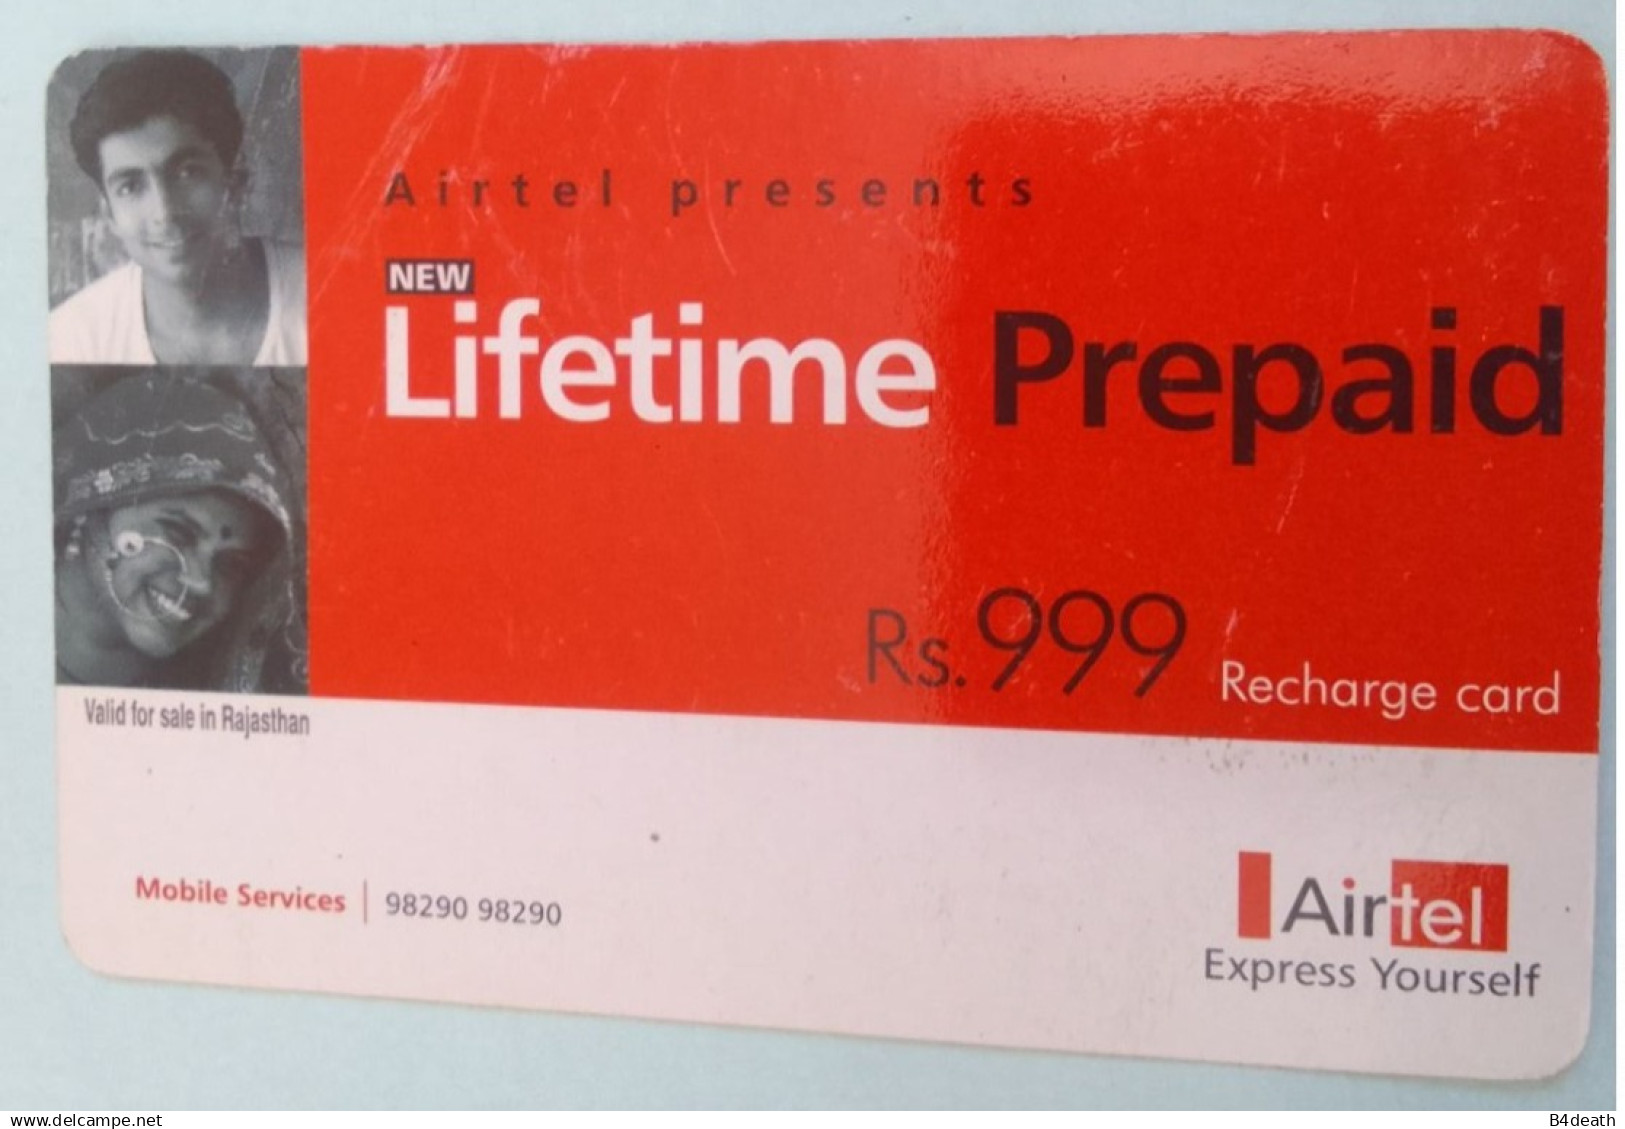 Airtel presents
NEW
Lifetime Prepaid
Rs. 999 Recharge card
Valid for sale in Rajasthan
Mobile Services | 98290 98290
Airtel
Express Yourself
www.delcampe.net
B4death